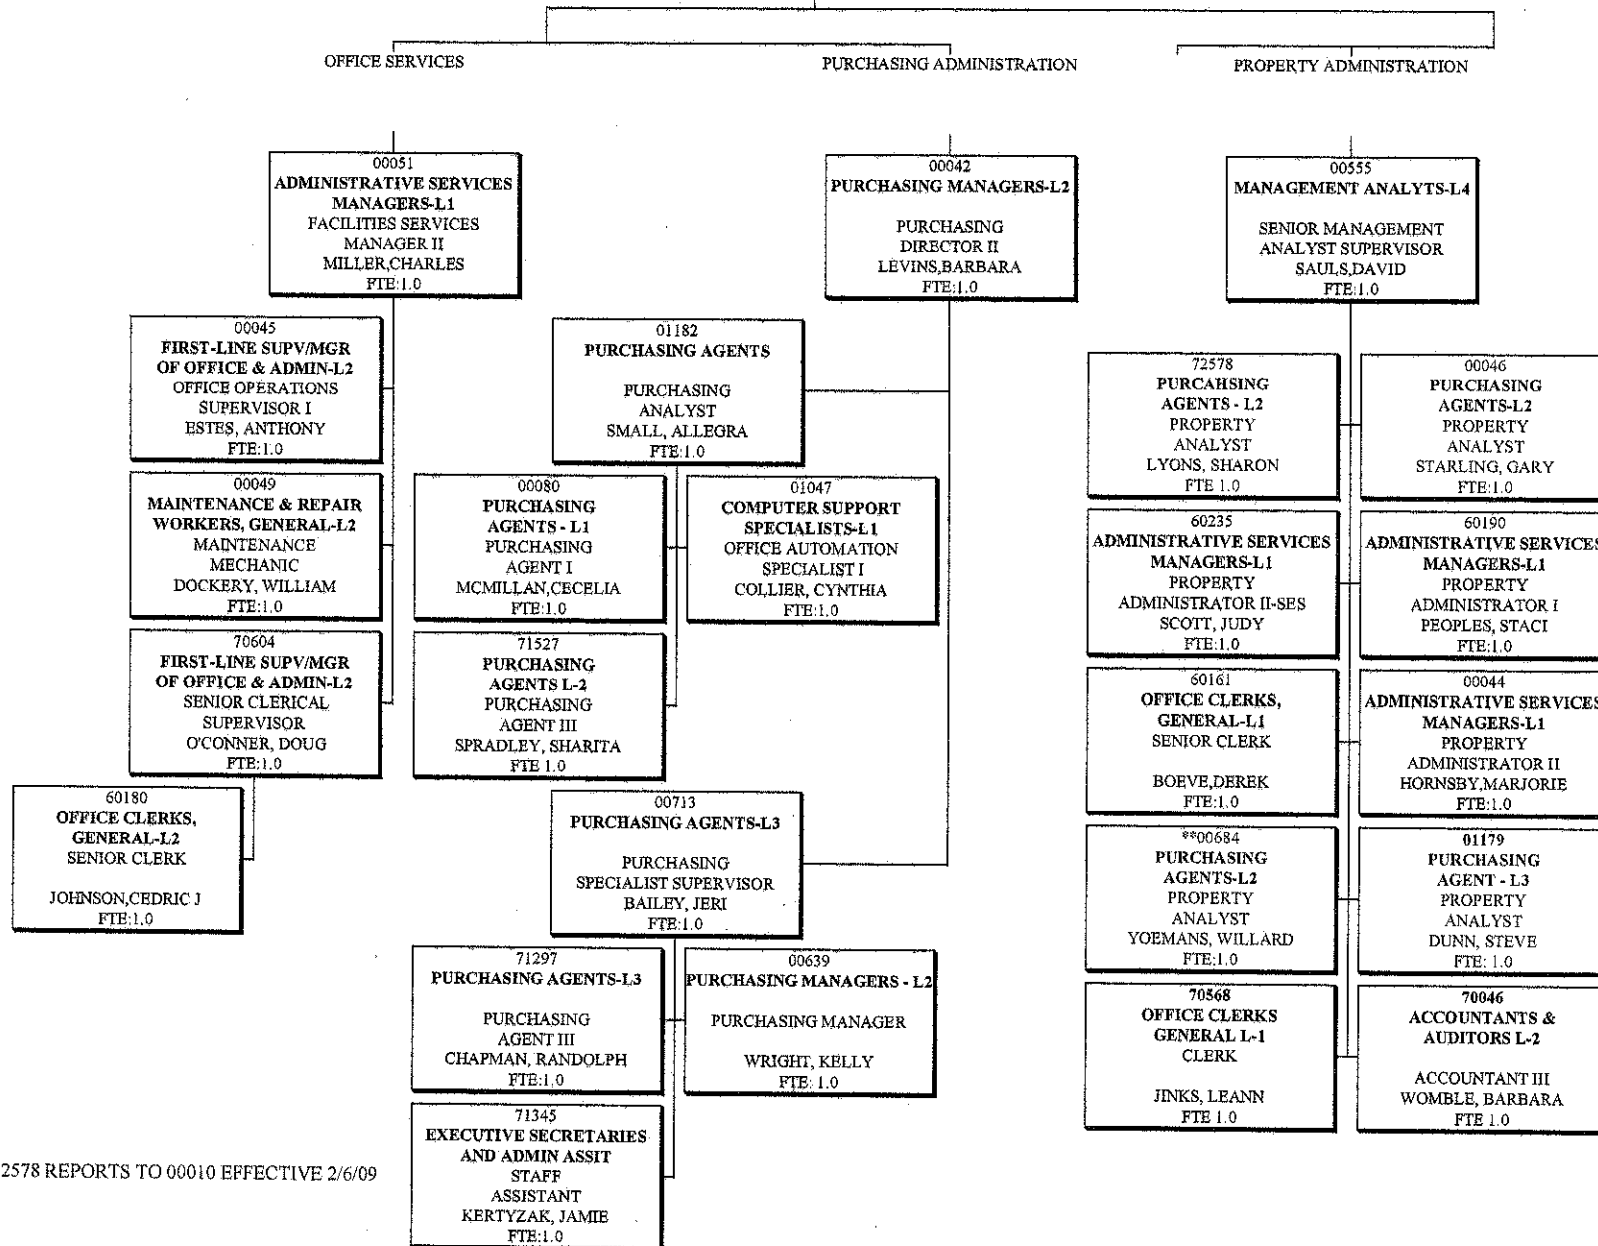 OFFICE SERVICES
PURCHASING ADMINISTRATION
PROPERTY ADMINISTRATION
00051
ADMINISTRATIVE SERVICES
MANAGERS-L1
FACILITIES SERVICES
MANAGER II
MILLER,CHARLES
FTE:1.0
00045
FIRST-LINE SUPV/MGR
OF OFFICE & ADMIN-L2
OFFICE OPERATIONS
SUPERVISOR I
ESTES, ANTHONY
FTE:1.0
00049
MAINTENANCE & REPAIR
WORKERS, GENERAL-L2
MAINTENANCE
MECHANIC
DOCKERY, WILLIAM
FTE:1.0
70604
FIRST-LINE SUPV/MGR
OF OFFICE & ADMIN-L2
SENIOR CLERICAL
SUPERVISOR
O'CONNER, DOUG
FTE:1.0
60180
OFFICE CLERKS,
GENERAL-L2
SENIOR CLERK
JOHNSON,CEDRIC J
FTE:1.0
00042
PURCHASING MANAGERS-L2
PURCHASING
DIRECTOR II
LEVINS,BARBARA
FTE:1.0
01182
PURCHASING AGENTS
PURCHASING
ANALYST
SMALL, ALLEGRA
FTE:1.0
00080
PURCHASING
AGENTS - L1
PURCHASING
AGENT I
MCMILLAN,CECELIA
FTE:1.0
01047
COMPUTER SUPPORT
SPECIALISTS-L1
OFFICE AUTOMATION
SPECIALIST I
COLLIER, CYNTHIA
FTE:1.0
71527
PURCHASING
AGENTS L-2
PURCHASING
AGENT III
SPRADLEY, SHARITA
FTE 1.0
00713
PURCHASING AGENTS-L3
PURCHASING
SPECIALIST SUPERVISOR
BAILEY, JERI
FTE:1.0
71297
PURCHASING AGENTS-L3
PURCHASING
AGENT III
CHAPMAN, RANDOLPH
FTE:1.0
00639
PURCHASING MANAGERS - L2
PURCHASING MANAGER
WRIGHT, KELLY
FTE: 1.0
71345
EXECUTIVE SECRETARIES
AND ADMIN ASSIT
STAFF
ASSISTANT
KERTYZAK, JAMIE
FTE:1.0
00555
MANAGEMENT ANALYTS-L4
SENIOR MANAGEMENT
ANALYST SUPERVISOR
SAULS,DAVID
FTE:1.0
72578
PURCAHSING
AGENTS - L2
PROPERTY
ANALYST
LYONS, SHARON
FTE 1.0
00046
PURCHASING
AGENTS-L2
PROPERTY
ANALYST
STARLING, GARY
FTE:1.0
60235
ADMINISTRATIVE SERVICES
MANAGERS-L1
PROPERTY
ADMINISTRATOR II-SES
SCOTT, JUDY
FTE:1.0
60190
ADMINISTRATIVE SERVICES
MANAGERS-L1
PROPERTY
ADMINISTRATOR I
PEOPLES, STACI
FTE:1.0
60161
OFFICE CLERKS,
GENERAL-L1
SENIOR CLERK
BOEVE,DEREK
FTE:1.0
00044
ADMINISTRATIVE SERVICES
MANAGERS-L1
PROPERTY
ADMINISTRATOR II
HORNSBY,MARJORIE
FTE:1.0
**00684
PURCHASING
AGENTS-L2
PROPERTY
ANALYST
YOEMANS, WILLARD
FTE:1.0
01179
PURCHASING
AGENT - L3
PROPERTY
ANALYST
DUNN, STEVE
FTE: 1.0
70568
OFFICE CLERKS
GENERAL L-1
CLERK
JINKS, LEANN
FTE 1.0
70046
ACCOUNTANTS &
AUDITORS L-2
ACCOUNTANT III
WOMBLE, BARBARA
FTE 1.0
2578 REPORTS TO 00010 EFFECTIVE 2/6/09